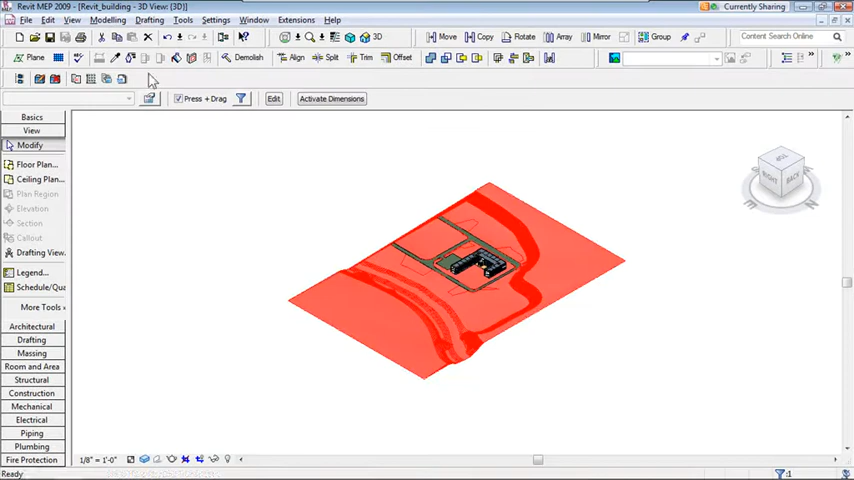 Revit MEP 2009 - [Revit_building - 3D View: {3D}]
Currently Sharing
File Edit View Modelling Drafting Tools Settings Window Extensions Help
3D Move Copy Rotate Array Mirror Group Search Online
Plane Demolish Align Split Trim Offset
Press + Drag Edit Activate Dimensions
Basics
View
Modify
Floor Plan...
Ceiling Plan...
Plan Region
Elevation
Section
Callout
Drafting View..
Legend...
Schedule/Qua
More Tools
Architectural
Drafting
Massing
Room and Area
Structural
Construction
Mechanical
Electrical
Piping
Plumbing
Fire Protection
TOP
RIGHT
BACK
1/8" = 1'-0"
Ready
:1